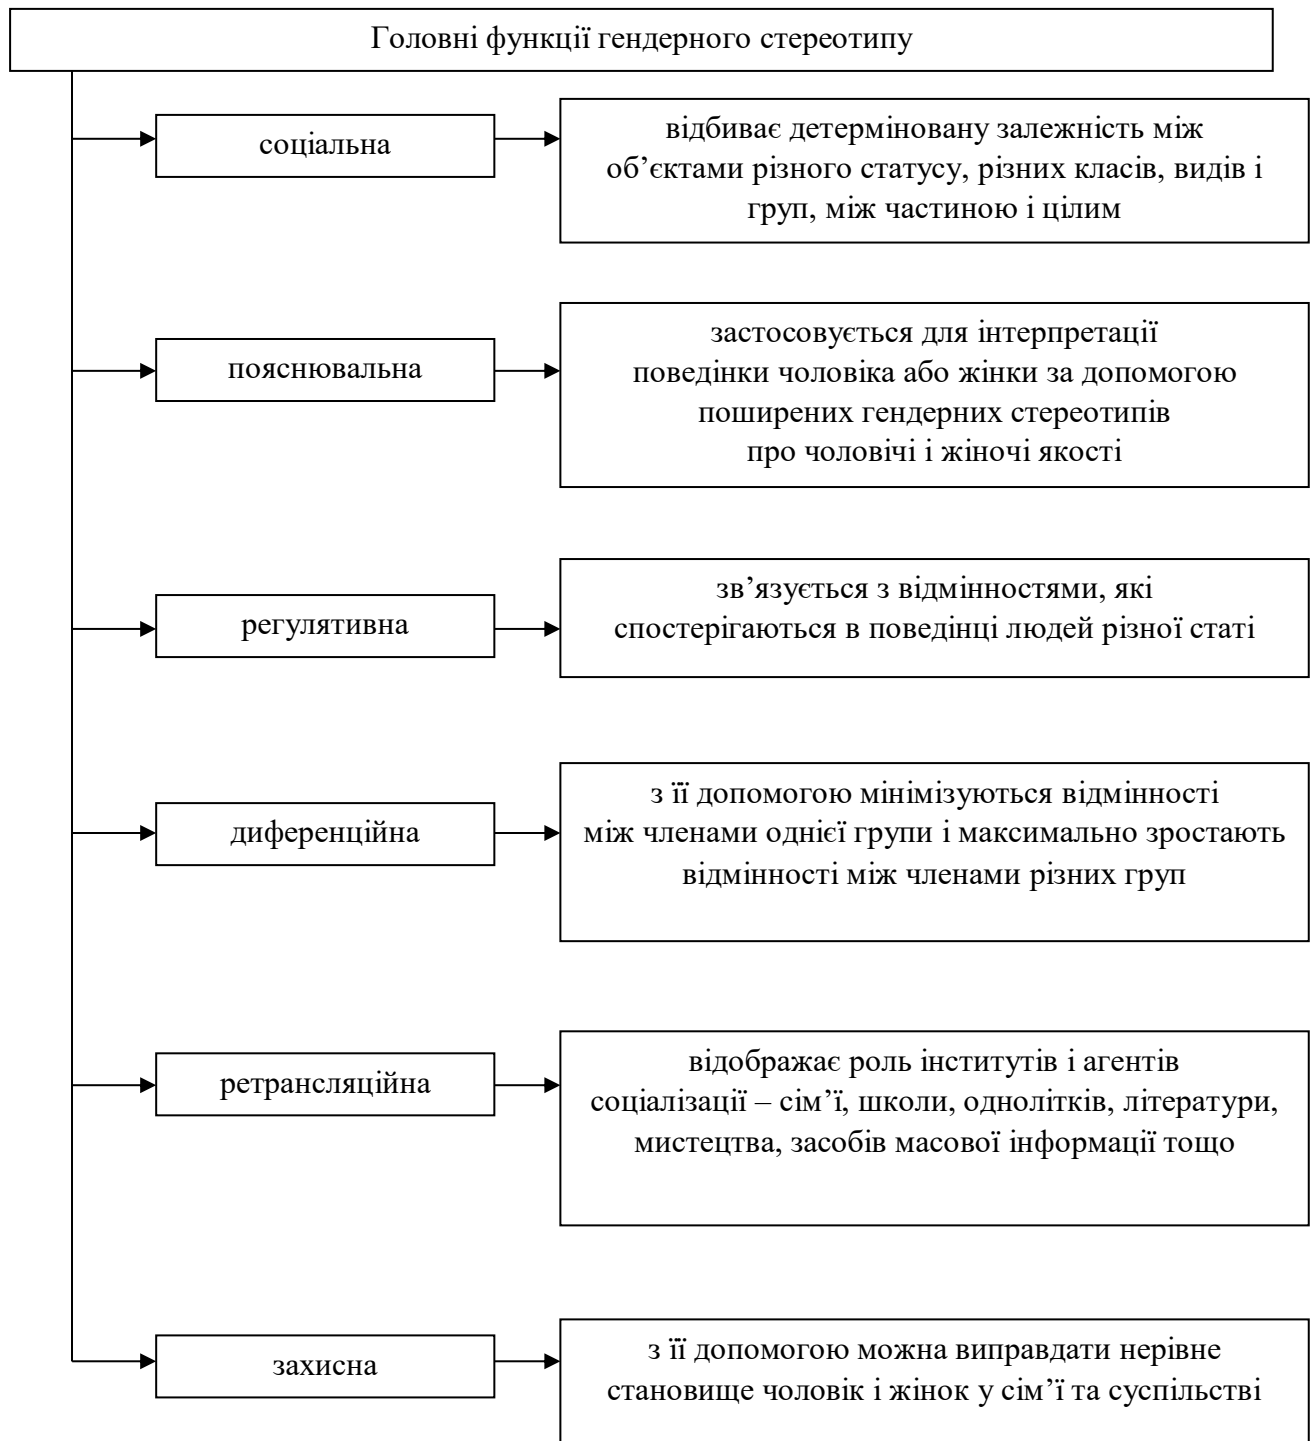 Головні функції гендерного стереотипу
соціальна
відбиває детерміновану залежність між
об’єктами різного статусу, різних класів, видів і
груп, між частиною і цілим
пояснювальна
застосовується для інтерпретації
поведінки чоловіка або жінки за допомогою
поширених гендерних стереотипів
про чоловічі і жіночі якості
регулятивна
зв’язується з відмінностями, які
спостерігаються в поведінці людей різної статі
диференційна
з її допомогою мінімізуються відмінності
між членами однієї групи і максимально зростають
відмінності між членами різних груп
ретрансляційна
відображає роль інститутів і агентів
соціалізації – сім’ї, школи, однолітків, літератури,
мистецтва, засобів масової інформації тощо
захисна
з її допомогою можна виправдати нерівне
становище чоловік і жінок у сім’ї та суспільстві